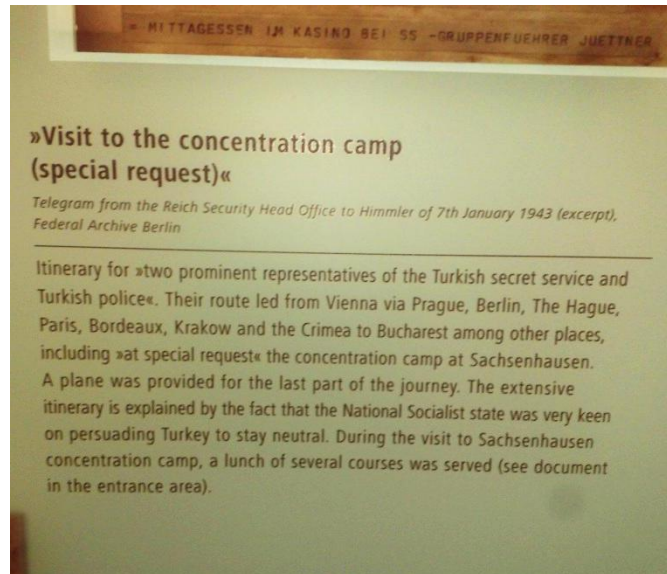 = MITTAGESSEN IM KASINO BEI SS -GRUPPENFUEHRER JUETTNER
»Visit to the concentration camp
(special request)«
Telegram from the Reich Security Head Office to Himmler of 7th January 1943 (excerpt),
Federal Archive Berlin
Itinerary for »two prominent representatives of the Turkish secret service and
Turkish police«. Their route led from Vienna via Prague, Berlin, The Hague,
Paris, Bordeaux, Krakow and the Crimea to Bucharest among other places,
including »at special request« the concentration camp at Sachsenhausen.
A plane was provided for the last part of the journey. The extensive
itinerary is explained by the fact that the National Socialist state was very keen
on persuading Turkey to stay neutral. During the visit to Sachsenhausen
concentration camp, a lunch of several courses was served (see document
in the entrance area).